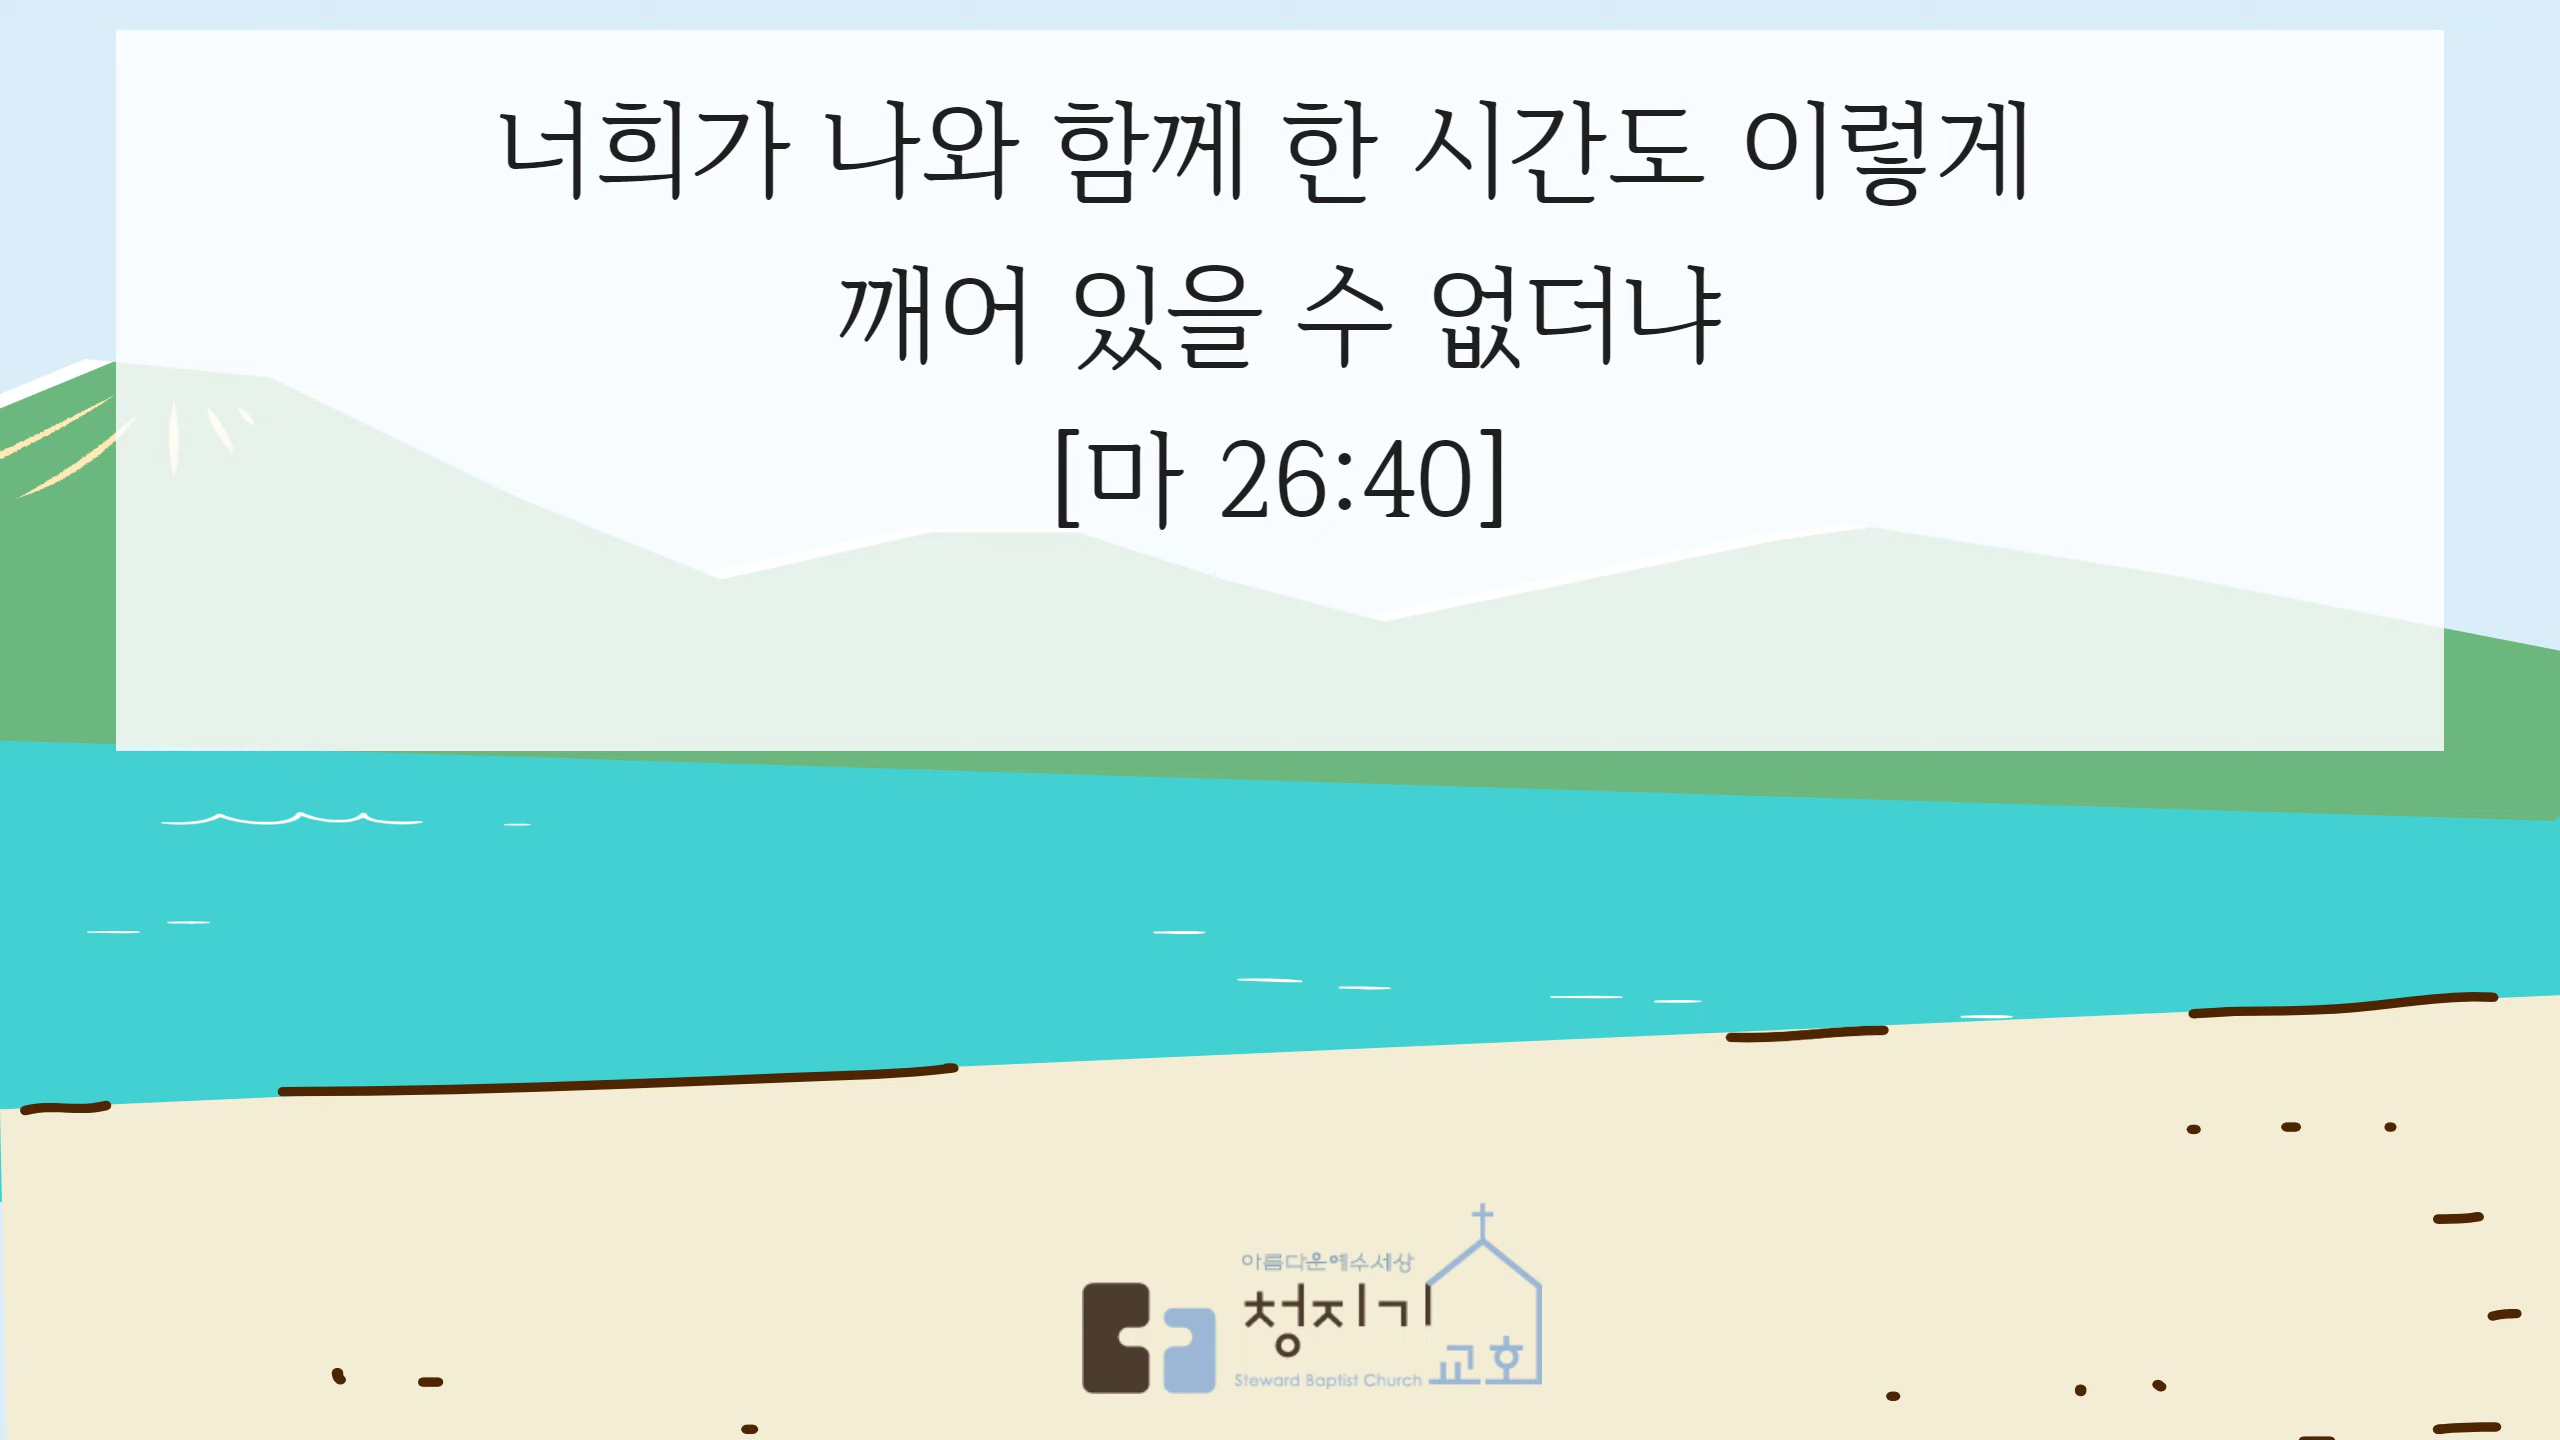 너희가 나와 함께 한 시간도 이렇게
깨어 있을 수 없더냐
[마 26:40]
아름다운예수세상
청지기
교회
Steward Baptist Church